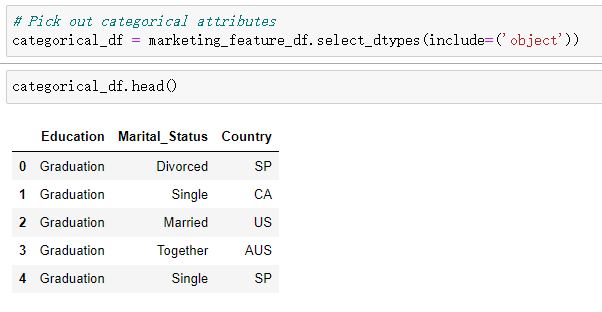 # Pick out categorical attributes
categorical_df = marketing_feature_df.select_dtypes(include=('object'))
categorical_df.head()
Education Marital_Status Country
0 Graduation Divorced SP
1 Graduation Single CA
2 Graduation Married US
3 Graduation Together AUS
4 Graduation Single SP